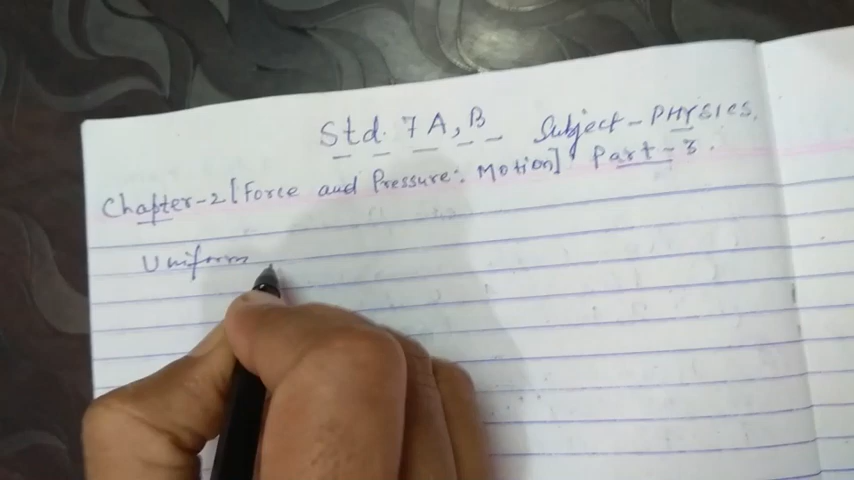 Std. 7 A, B Subject - PHYSICS.
Chapter-2 [Force and Pressure: Motion] Part-3.
Uniform